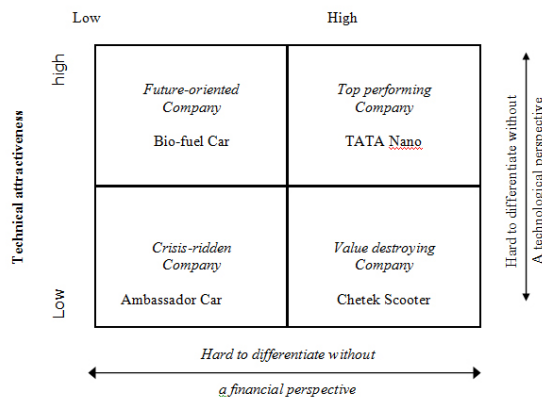 Low High
high
Technical attractiveness
Low
Future-oriented
Company
Bio-fuel Car
Top performing
Company
TATA Nano
Crisis-ridden
Company
Ambassador Car
Value destroying
Company
Chetek Scooter
Hard to differentiate without
A technological perspective
Hard to differentiate without
a financial perspective